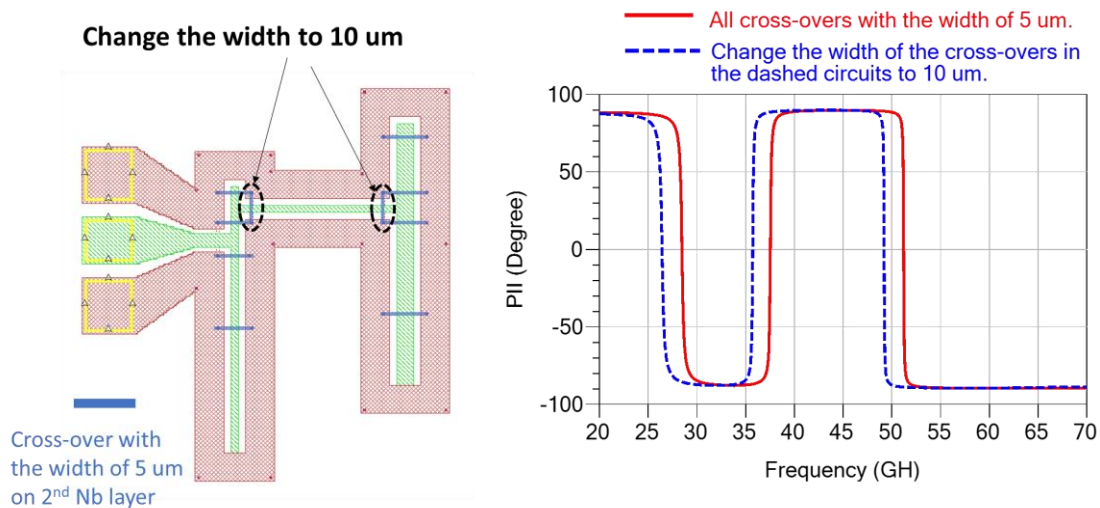 Change the width to 10 um
Cross-over with
the width of 5 um
on 2nd Nb layer
All cross-overs with the width of 5 um.
Change the width of the cross-overs in
the dashed circuits to 10 um.
PII (Degree)
100
50
0
-50
-100
20 25 30 35 40 45 50 55 60 65 70
Frequency (GH)